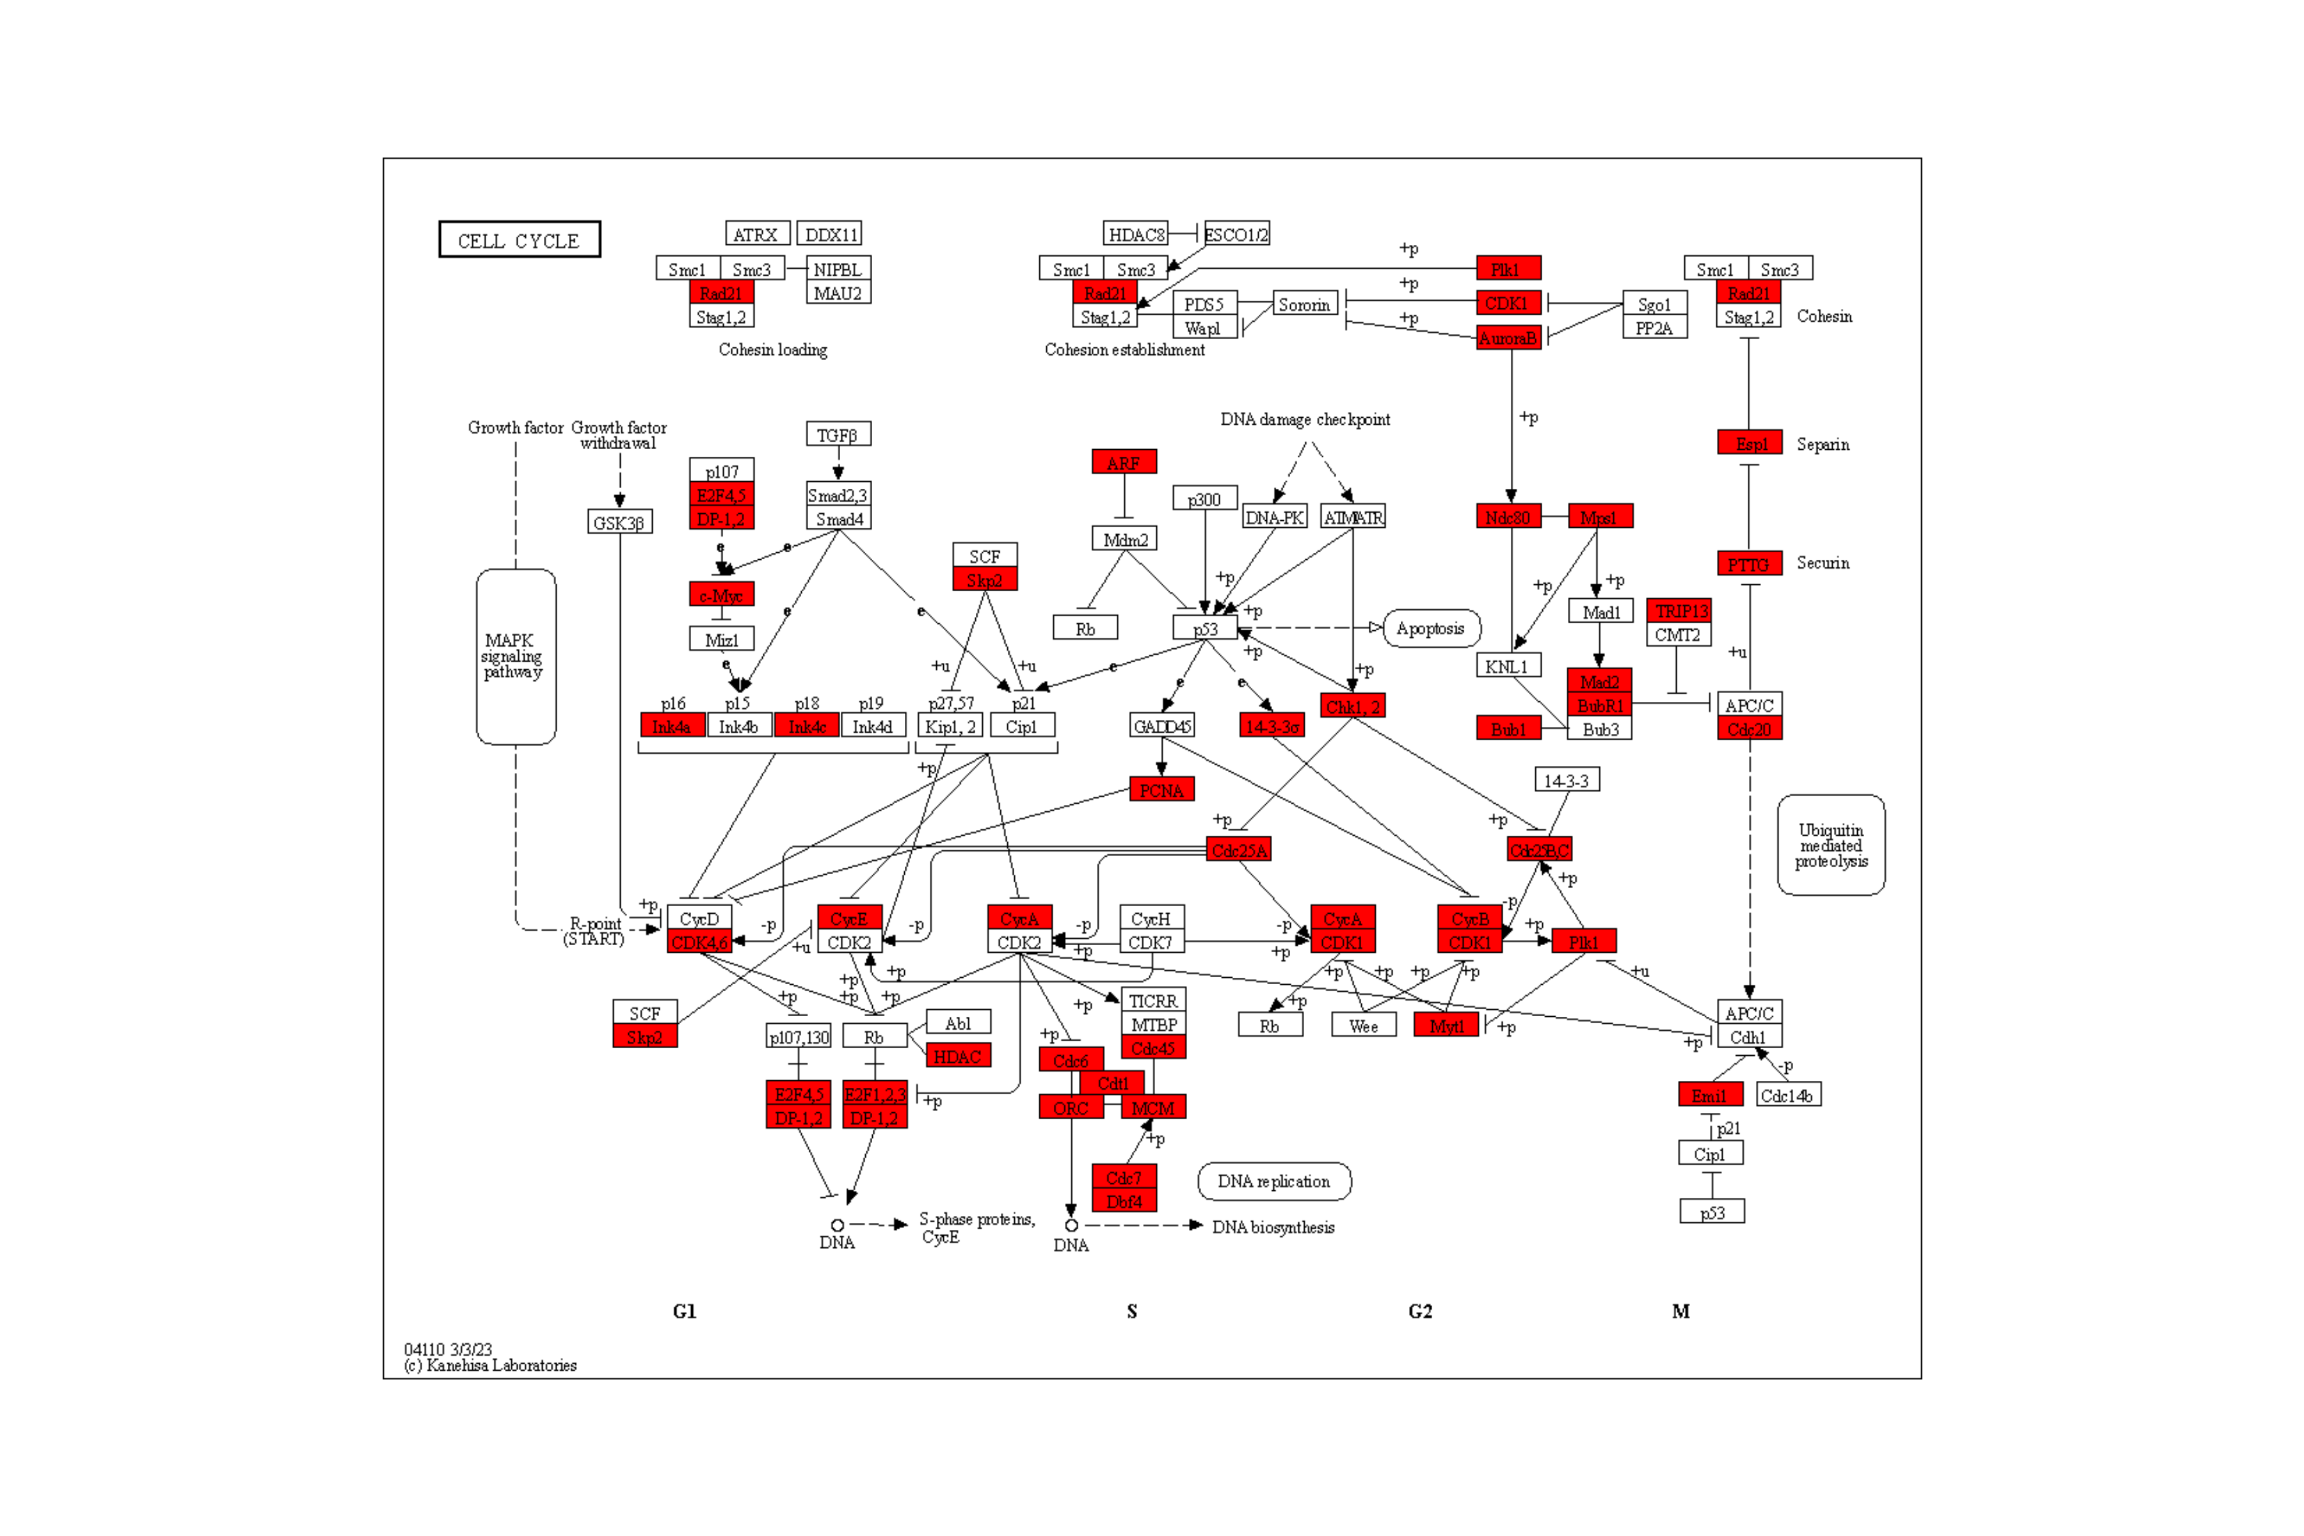 CELL CYCLE
ATRX
DDX11
Smc1
Smc3
NIPBL
MAU2
Rad21
Stag1,2
Cohesin loading
HDAC8
ESCO1/2
Smc1
Smc3
Rad21
Stag1,2
PDS5
Wapl
Sororin
Cohesion establishment
+p
Plk1
+p
CDK1
+p
AuroraB
Sgo1
PP2A
Smc1
Smc3
Rad21
Stag1,2
Cohesin
Growth factor
Growth factor
withdrawal
TGFβ
DNA damage checkpoint
+p
Esp1
Separin
p107
E2F4,5
DP-1,2
Smad2,3
Smad4
GSK3β
ARF
p300
DNA-PK
ATM/ATR
Mdm2
Ndc80
Mps1
PTTG
Securin
e
e
SCF
Skp2
c-Myc
e
e
+p
+p
+p
+p
Miz1
Rb
p53
Apoptosis
Mad1
TRIP13
CMT2
MAPK
signaling
pathway
e
+u
+u
e
+p
+p
KNL1
+u
e
e
Mad2
BubR1
Bub3
Bub1
APC/C
Cdc20
p16
Ink4a
p15
Ink4b
p18
Ink4c
p19
Ink4d
p27,57
Kip1, 2
p21
Cip1
GADD45
14-3-3σ
Chk1, 2
+p
PCNA
14-3-3
+p
+p
Cdc25A
Cdc25B,C
Ubiquitin
mediated
proteolysis
+p
R-point
(START)
+p
CycD
CDK4,6
-p
CycE
CDK2
+u
-p
CycA
CDK2
-p
+p
CycH
CDK7
-p
+p
CycA
CDK1
CycB
CDK1
-p
+p
Plk1
+p
+p
+p
+p
+p
+p
+p
+p
+p
+u
SCF
Skp2
p107,130
Rb
Abl
HDAC
+p
+p
TICRR
MTBP
Cdc45
+p
Rb
Wee
Myt1
+p
+p
APC/C
Cdh1
E2F4,5
DP-1,2
E2F1,2,3
DP-1,2
+p
Cdc6
Cdt1
ORC
MCM
+p
Cdc7
Dbf4
-p
Emi1
Cdc14b
p21
Cip1
p53
DNA replication
DNA
S-phase proteins,
CycE
DNA
DNA biosynthesis
G1
S
G2
M
04110 3/3/23
(c) Kanehisa Laboratories